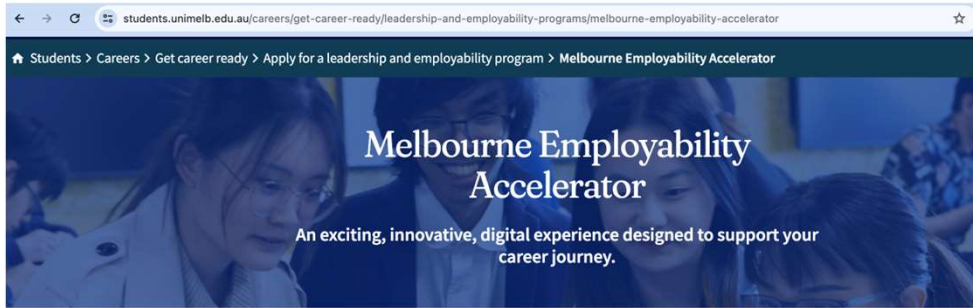 students.unimelb.edu.au/careers/get-career-ready/leadership-and-employability-programs/melbourne-employability-accelerator
Students > Careers > Get career ready > Apply for a leadership and employability program > Melbourne Employability Accelerator
Melbourne Employability
Accelerator
An exciting, innovative, digital experience designed to support your
career journey.